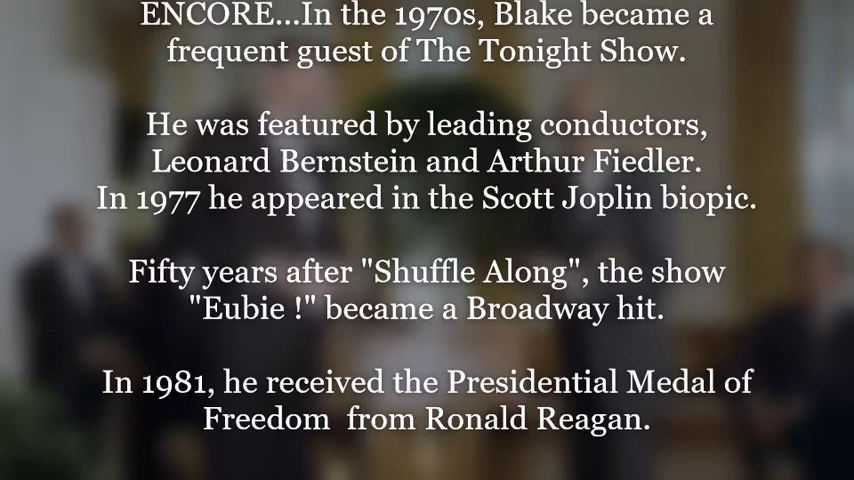 ENCORE...In the 1970s, Blake became a
frequent guest of The Tonight Show.
He was featured by leading conductors,
Leonard Bernstein and Arthur Fiedler.
In 1977 he appeared in the Scott Joplin biopic.
Fifty years after "Shuffle Along", the show
"Eubie !" became a Broadway hit.
In 1981, he received the Presidential Medal of
Freedom  from Ronald Reagan.